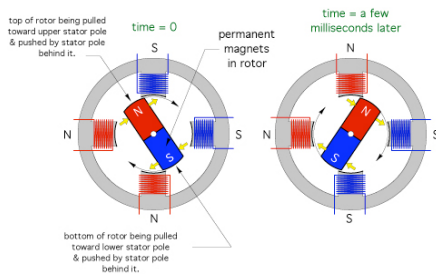 top of rotor being pulled
toward upper stator pole
& pushed by stator pole
behind it.
time = 0
permanent
magnets
in rotor
time = a few
milliseconds later
S
N
N
S
N
S
N
N
N
S
N
S
S
S
bottom of rotor being pulled
toward lower stator pole
& pushed by stator pole
behind it.